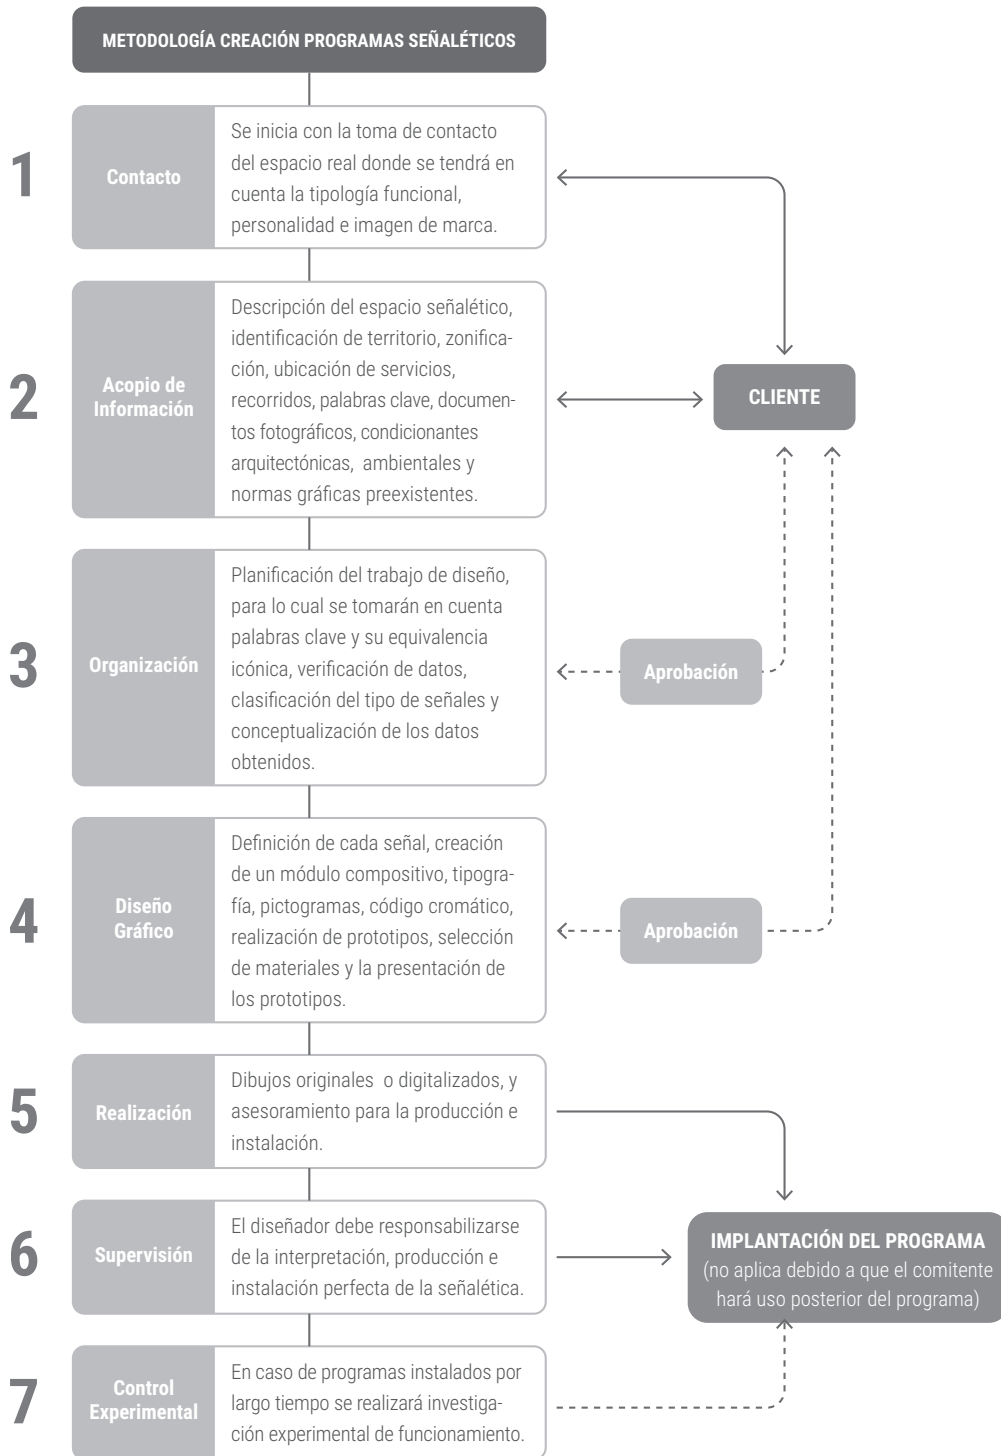 METODOLOGÍA CREACIÓN PROGRAMAS SEÑALÉTICOS
1
Contacto
Se inicia con la toma de contacto
del espacio real donde se tendrá en
cuenta la tipología funcional,
personalidad e imagen de marca.
2
Acopio de
Información
Descripción del espacio señalético,
identificación de territorio, zonifica-
ción, ubicación de servicios,
recorridos, palabras clave, documen-
tos fotográficos, condicionantes
arquitectónicas, ambientales y
normas gráficas preexistentes.
CLIENTE
3
Organización
Planificación del trabajo de diseño,
para lo cual se tomarán en cuenta
palabras clave y su equivalencia
icónica, verificación de datos,
clasificación del tipo de señales y
conceptualización de los datos
obtenidos.
Aprobación
4
Diseño
Gráfico
Definición de cada señal, creación
de un módulo compositivo, tipogra-
fía, pictogramas, código cromático,
realización de prototipos, selección
de materiales y la presentación de
los prototipos.
Aprobación
5
Realización
Dibujos originales o digitalizados, y
asesoramiento para la producción e
instalación.
6
Supervisión
El diseñador debe responsabilizarse
de la interpretación, producción e
instalación perfecta de la señalética.
IMPLANTACIÓN DEL PROGRAMA
(no aplica debido a que el comitente
hará uso posterior del programa)
7
Control
Experimental
En caso de programas instalados por
largo tiempo se realizará investiga-
ción experimental de funcionamiento.